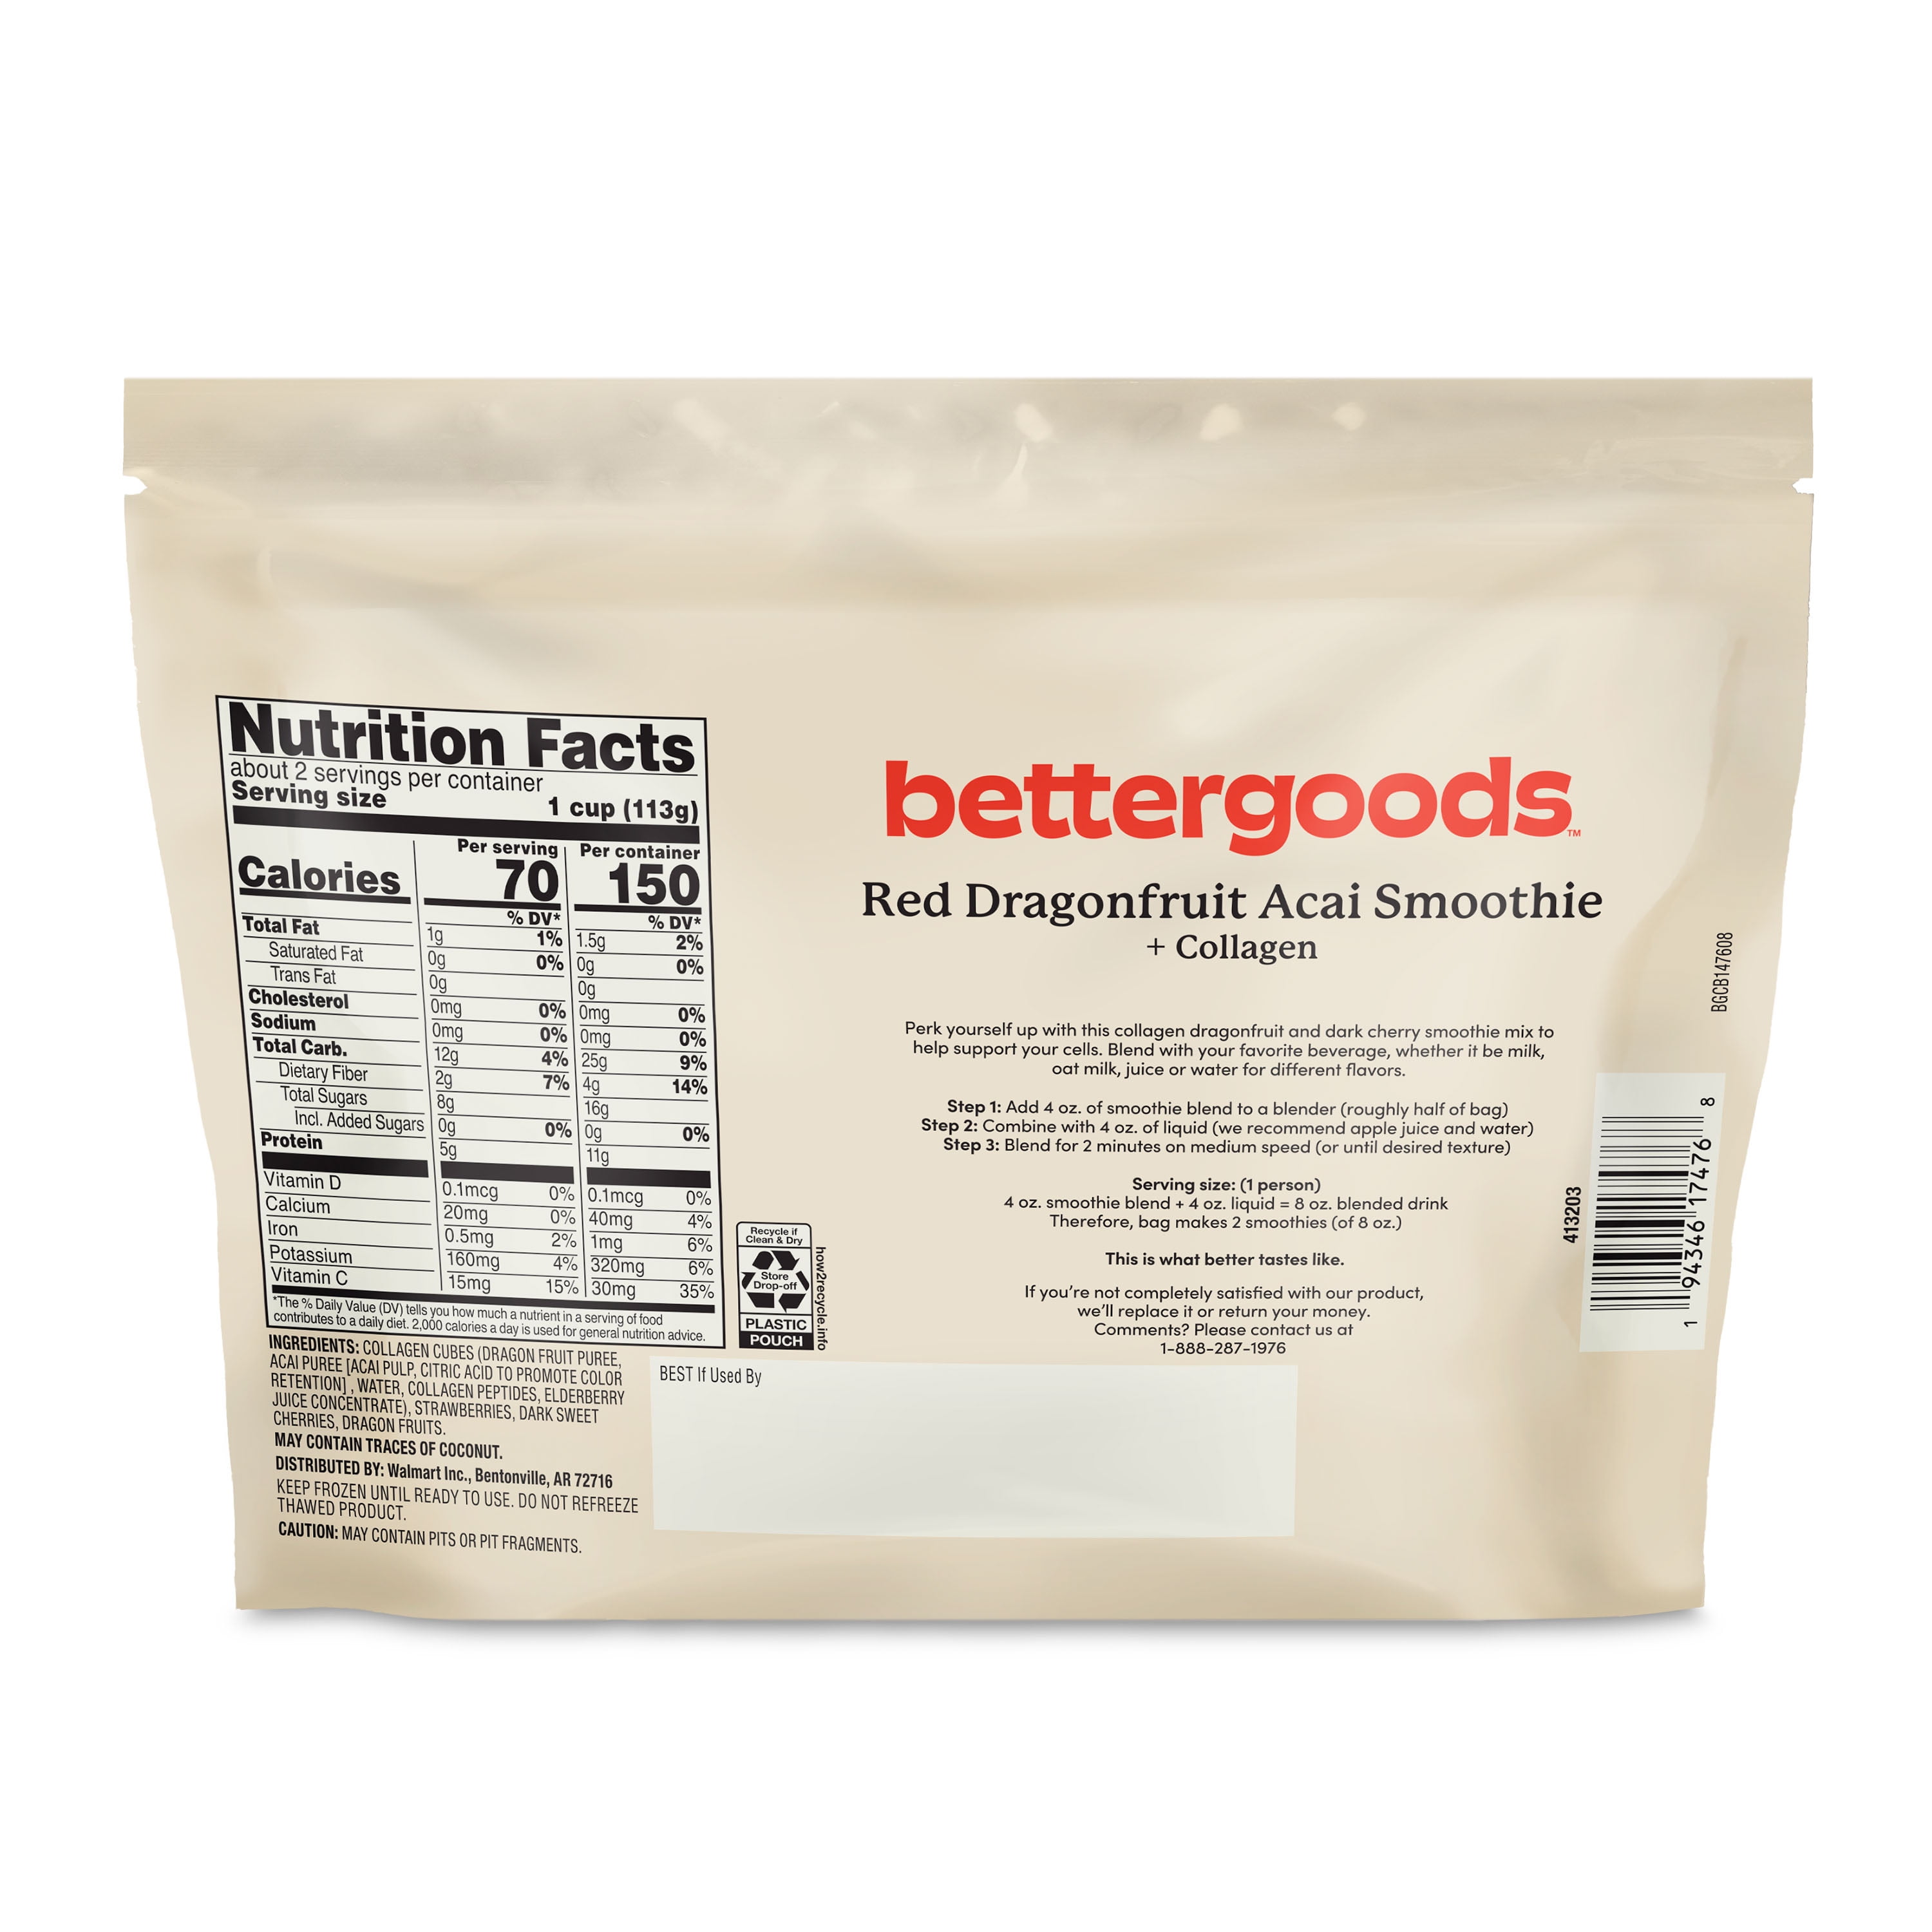 Nutrition Facts
about 2 servings per container
Serving size 1 cup (113g)
Per serving Per container
Calories 70 150
% DV* % DV*
Total Fat 1g 1% 1.5g 2%
Saturated Fat 0g 0% 0g 0%
Trans Fat 0g 0g
Cholesterol 0mg 0% 0mg 0%
Sodium 0mg 0% 0mg 0%
Total Carb. 12g 4% 25g 9%
Dietary Fiber 2g 7% 4g 14%
Total Sugars 8g 16g
Incl. Added Sugars 0g 0% 0g 0%
Protein 5g 11g
Vitamin D 0.1mcg 0% 0.1mcg 0%
Calcium 20mg 0% 40mg 4%
Iron 0.5mg 2% 1mg 6%
Potassium 160mg 4% 320mg 6%
Vitamin C 15mg 15% 30mg 35%
*The % Daily Value (DV) tells you how much a nutrient in a serving of food
contributes to a daily diet. 2,000 calories a day is used for general nutrition advice.
INGREDIENTS: COLLAGEN CUBES (DRAGON FRUIT PUREE,
ACAI PUREE [ACAI PULP, CITRIC ACID TO PROMOTE COLOR
RETENTION] , WATER, COLLAGEN PEPTIDES, ELDERBERRY
JUICE CONCENTRATE), STRAWBERRIES, DARK SWEET
CHERRIES, DRAGON FRUITS.
MAY CONTAIN TRACES OF COCONUT.
DISTRIBUTED BY: Walmart Inc., Bentonville, AR 72716
KEEP FROZEN UNTIL READY TO USE. DO NOT REFREEZE
THAWED PRODUCT.
CAUTION: MAY CONTAIN PITS OR PIT FRAGMENTS.
Recycle if
Clean & Dry
Store
Drop-off
PLASTIC
POUCH
how2recycle.info
BEST If Used By
bettergoods™
Red Dragonfruit Acai Smoothie
+ Collagen
Perk yourself up with this collagen dragonfruit and dark cherry smoothie mix to
help support your cells. Blend with your favorite beverage, whether it be milk,
oat milk, juice or water for different flavors.
Step 1: Add 4 oz. of smoothie blend to a blender (roughly half of bag)
Step 2: Combine with 4 oz. of liquid (we recommend apple juice and water)
Step 3: Blend for 2 minutes on medium speed (or until desired texture)
Serving size: (1 person)
4 oz. smoothie blend + 4 oz. liquid = 8 oz. blended drink
Therefore, bag makes 2 smoothies (of 8 oz.)
This is what better tastes like.
If you're not completely satisfied with our product,
we'll replace it or return your money.
Comments? Please contact us at
1-888-287-1976
413203
1 94346 17476 8
BGCB147608